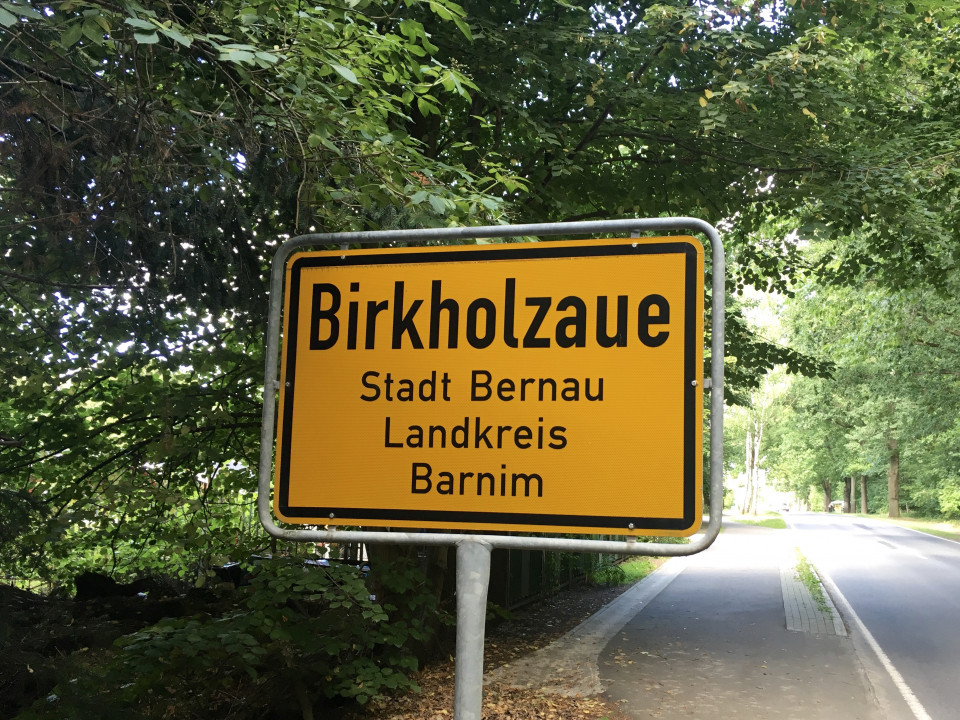 Birkholzaue
Stadt Bernau
Landkreis
Barnim